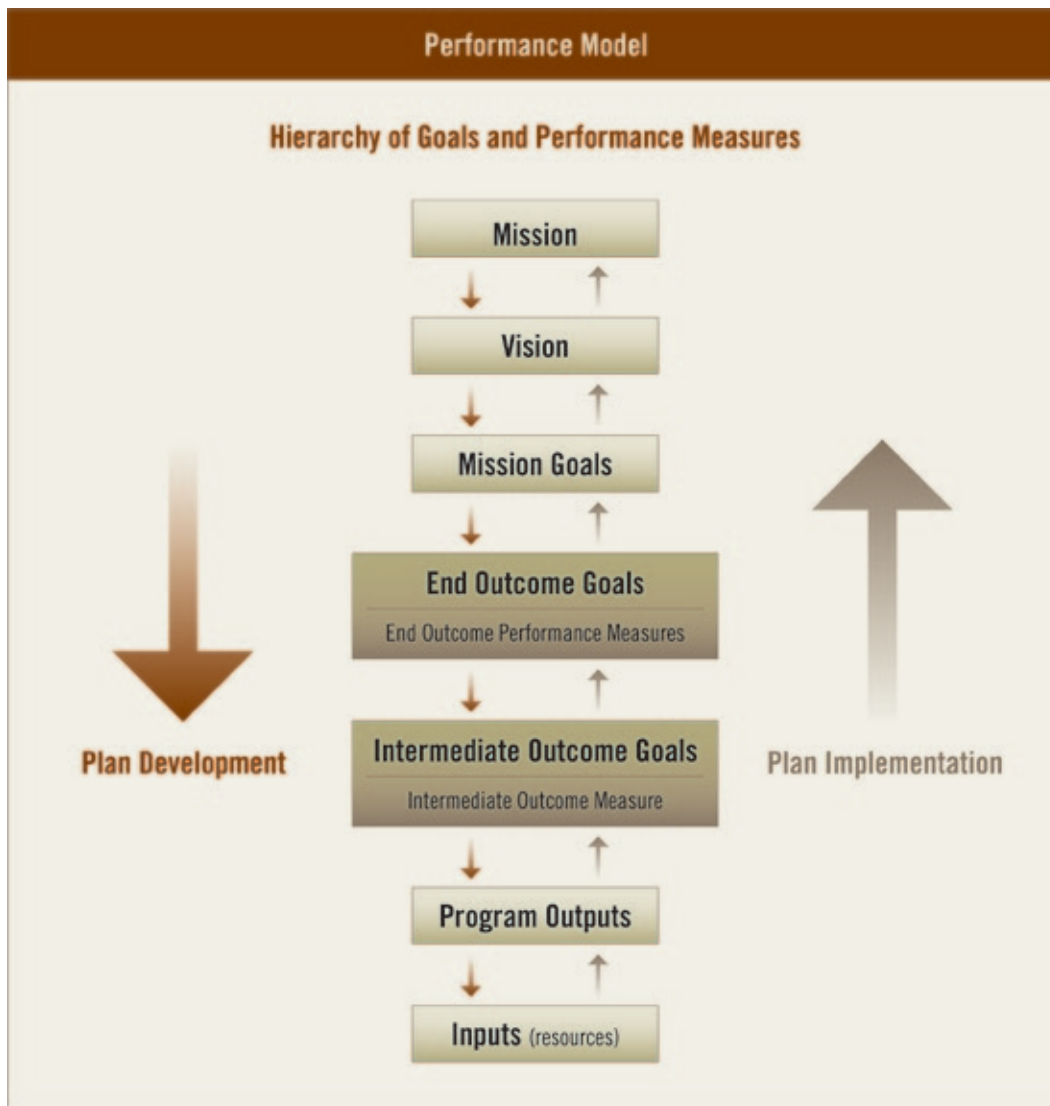 Performance Model
Hierarchy of Goals and Performance Measures
Mission
Vision
Mission Goals
End Outcome Goals
End Outcome Performance Measures
Intermediate Outcome Goals
Intermediate Outcome Measure
Plan Development
Plan Implementation
Program Outputs
Inputs (resources)